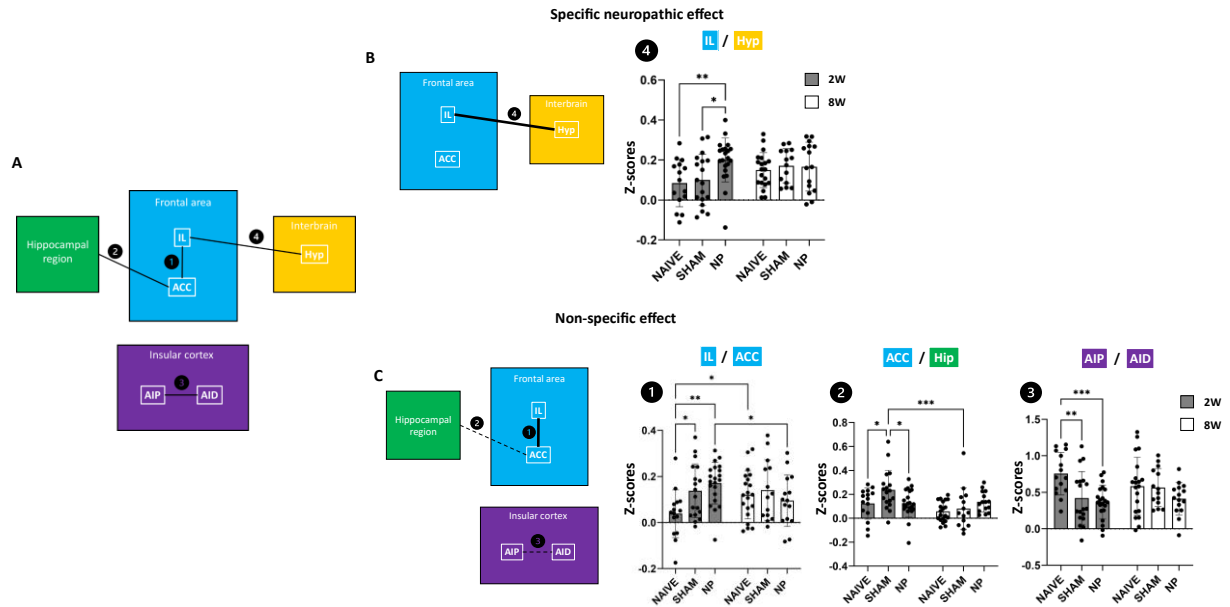 Specific neuropathic effect
A
Frontal area
IL
ACC
Hippocampal
region
Interbrain
Hyp
Insular cortex
AIP
AID
1
2
3
4
B
Frontal area
IL
ACC
4
Interbrain
Hyp
4
IL / Hyp
Z-scores
0.6
0.4
0.2
0.0
-0.2
**
*
2W
8W
NAIVE
SHAM
NP
NAIVE
SHAM
NP
Non-specific effect
C
Hippocampal
region
2
Frontal area
IL
1
ACC
Insular cortex
AIP
3
AID
1
IL / ACC
Z-scores
0.6
0.4
0.2
0.0
-0.2
*
**
*
*
NAIVE
SHAM
NP
NAIVE
SHAM
NP
2
ACC / Hip
Z-scores
0.8
0.6
0.4
0.2
0.0
-0.2
-0.4
***
*
*
NAIVE
SHAM
NP
NAIVE
SHAM
NP
3
AIP / AID
Z-scores
1.5
1.0
0.5
0.0
-0.5
***
**
2W
8W
NAIVE
SHAM
NP
NAIVE
SHAM
NP